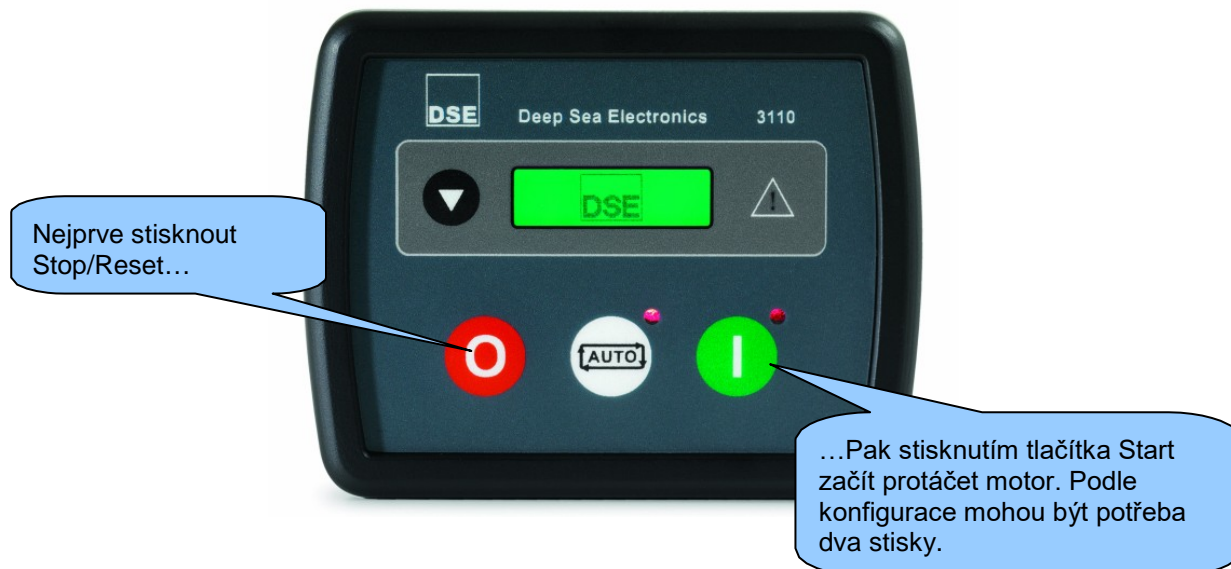 DSE Deep Sea Electronics 3110
DSE
Nejprve stisknout
Stop/Reset…
O AUTO I
…Pak stisknutím tlačítka Start
začít protáčet motor. Podle
konfigurace mohou být potřeba
dva stisky.